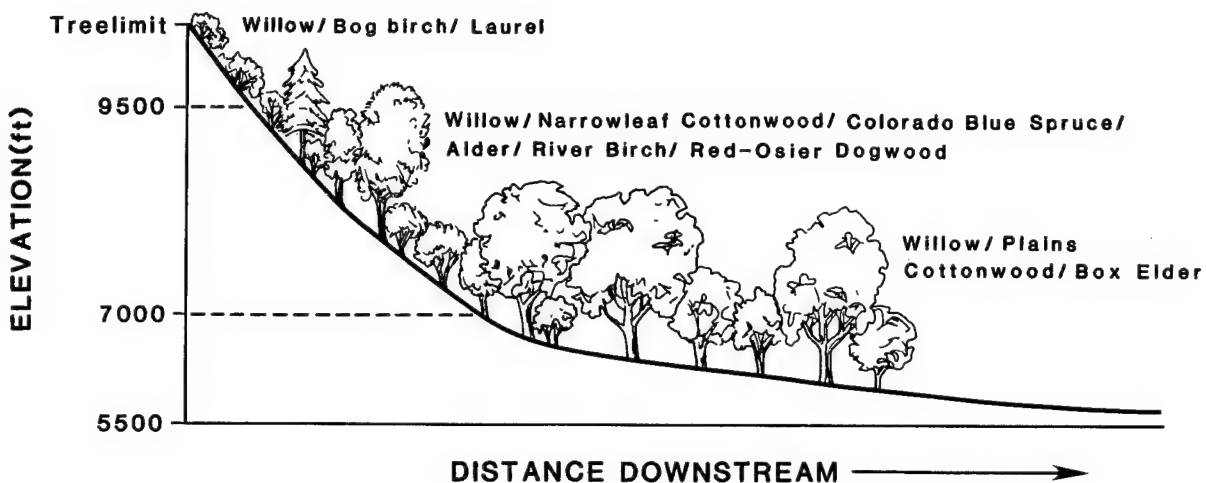 Treelimit
Willow/ Bog birch/ Laurel
9500
Willow/ Narrowleaf Cottonwood/ Colorado Blue Spruce/
Alder/ River Birch/ Red-Osier Dogwood
Willow/ Plains
Cottonwood/ Box Elder
7000
5500
ELEVATION(ft)
DISTANCE DOWNSTREAM